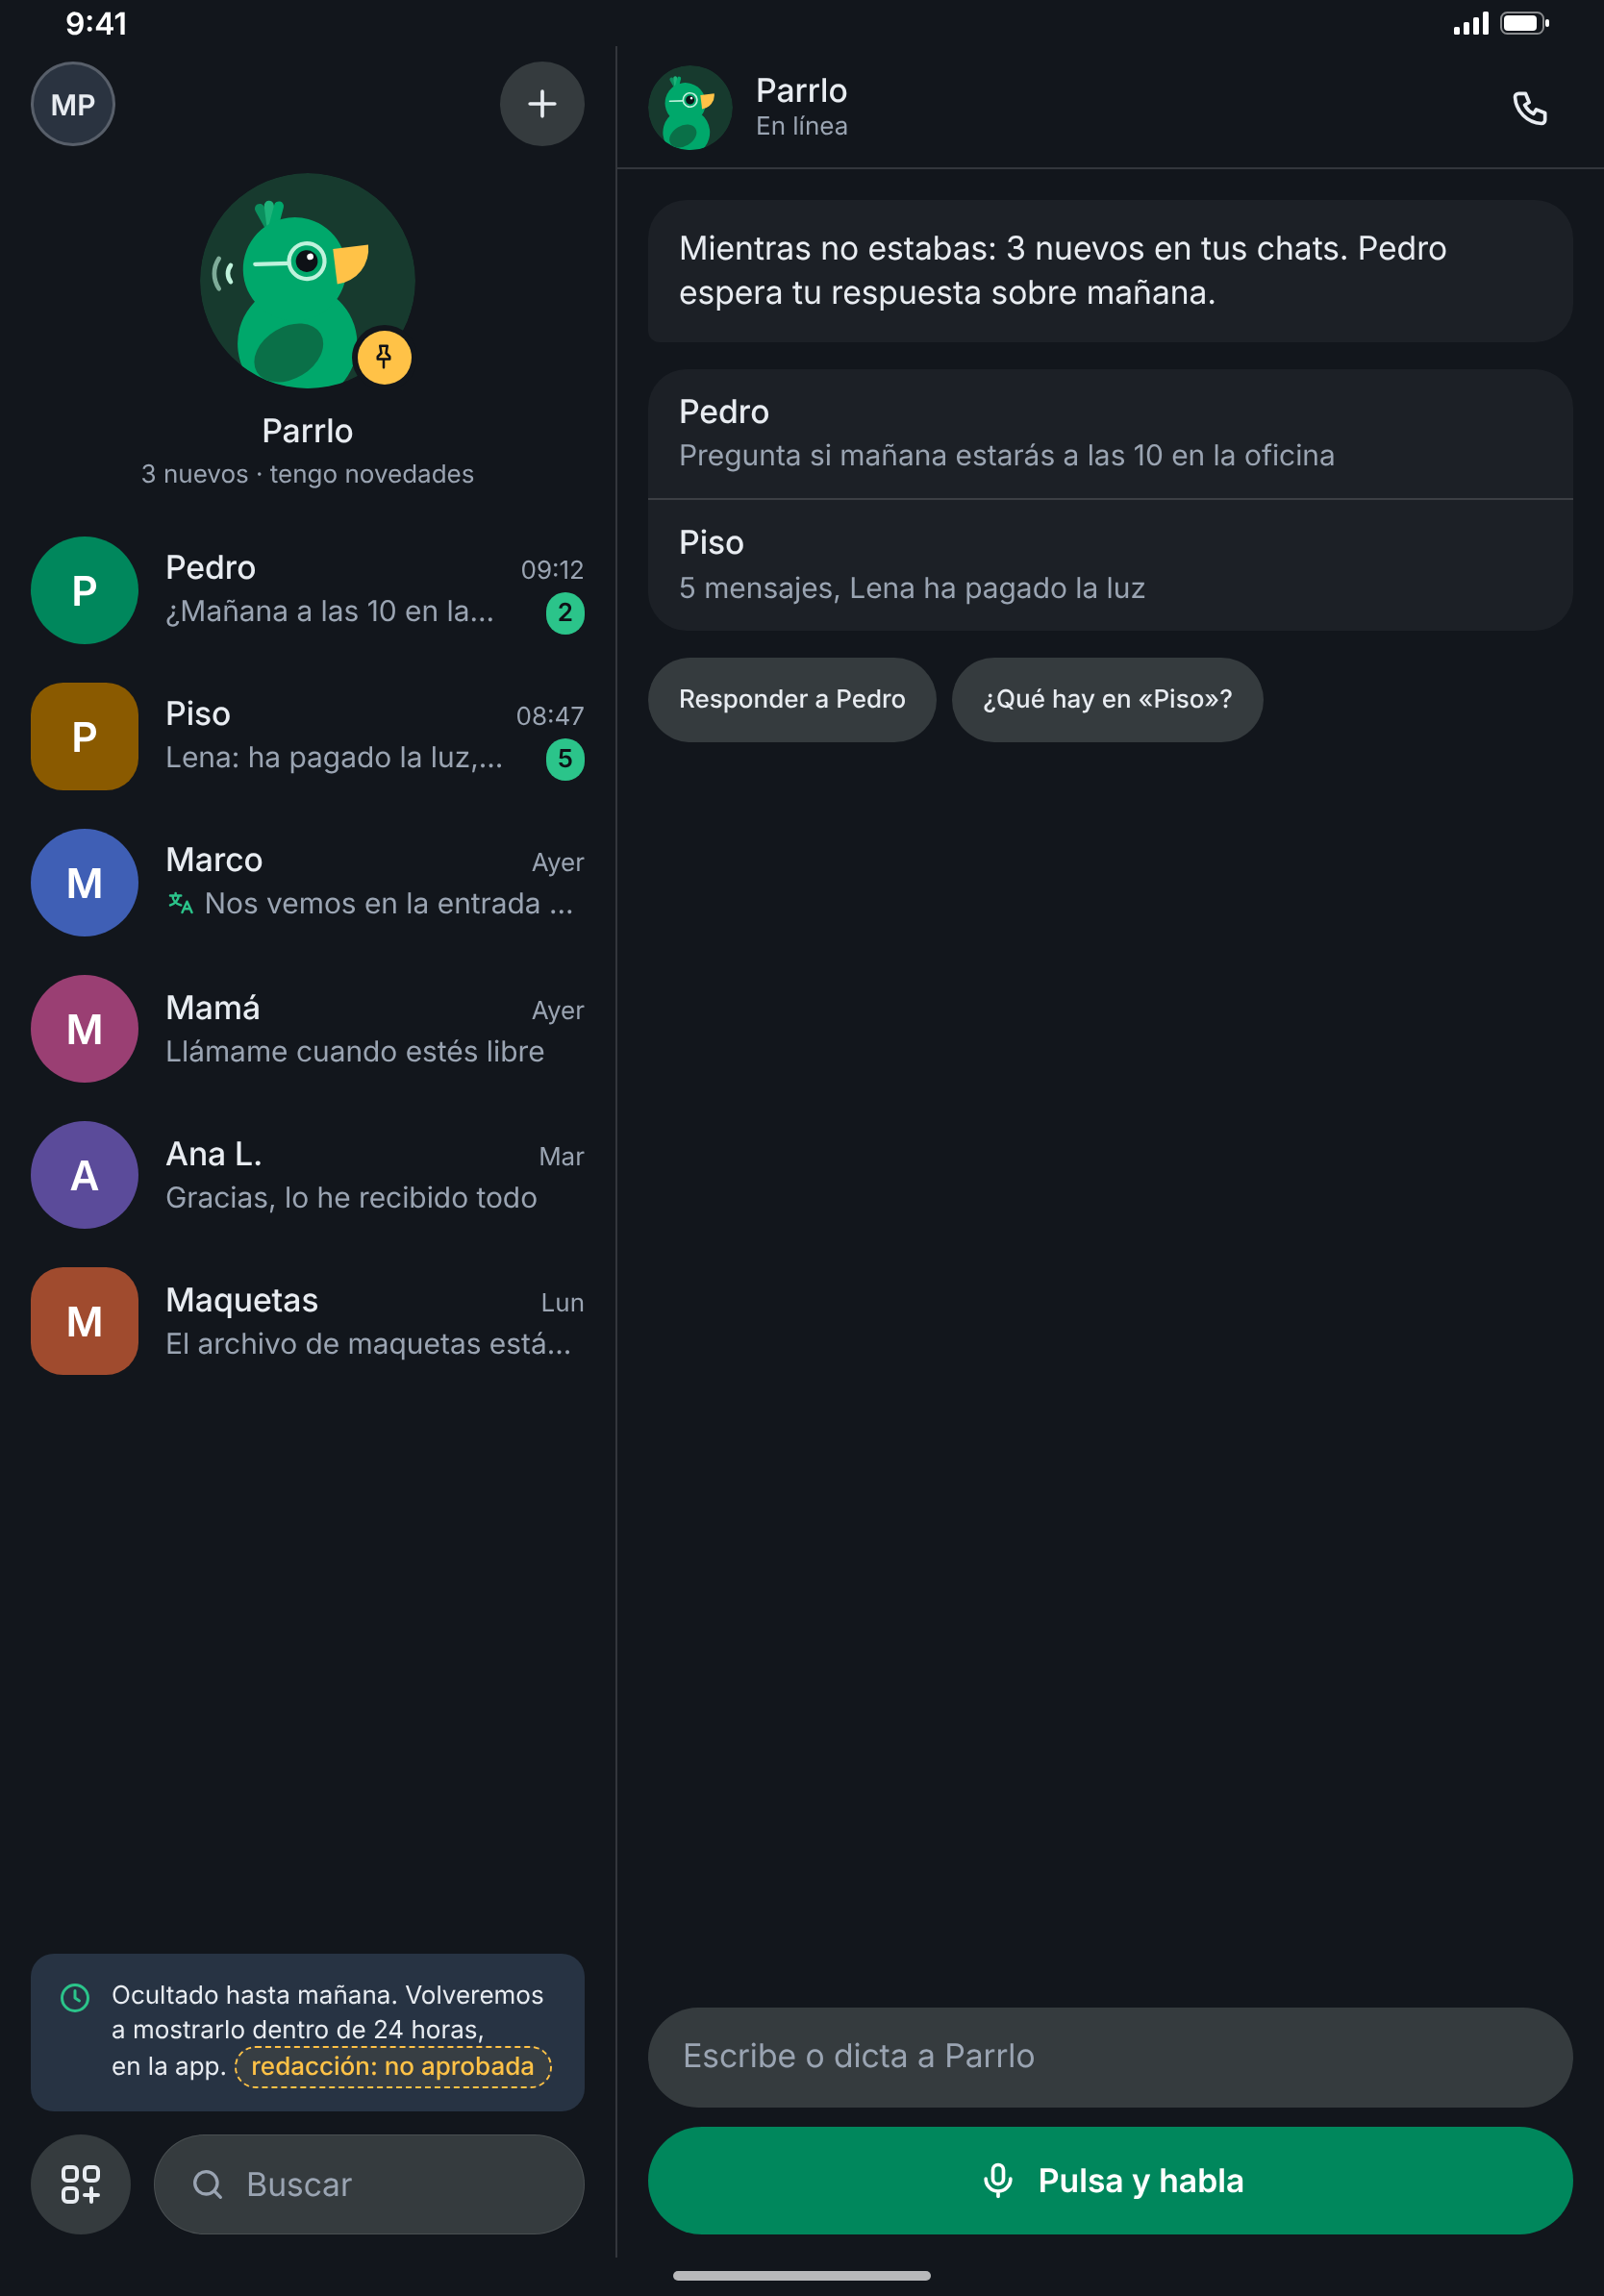 9:41
MP
Parrlo
3 nuevos · tengo novedades
P
Pedro
09:12
¿Mañana a las 10 en la...
2
P
Piso
08:47
Lena: ha pagado la luz,...
5
M
Marco
Ayer
Nos vemos en la entrada ...
M
Mamá
Ayer
Llámame cuando estés libre
A
Ana L.
Mar
Gracias, lo he recibido todo
M
Maquetas
Lun
El archivo de maquetas está...
Ocultado hasta mañana. Volveremos
a mostrarlo dentro de 24 horas,
en la app. redacción: no aprobada
Buscar
Parrlo
En línea
Mientras no estabas: 3 nuevos en tus chats. Pedro
espera tu respuesta sobre mañana.
Pedro
Pregunta si mañana estarás a las 10 en la oficina
Piso
5 mensajes, Lena ha pagado la luz
Responder a Pedro
¿Qué hay en «Piso»?
Escribe o dicta a Parrlo
Pulsa y habla